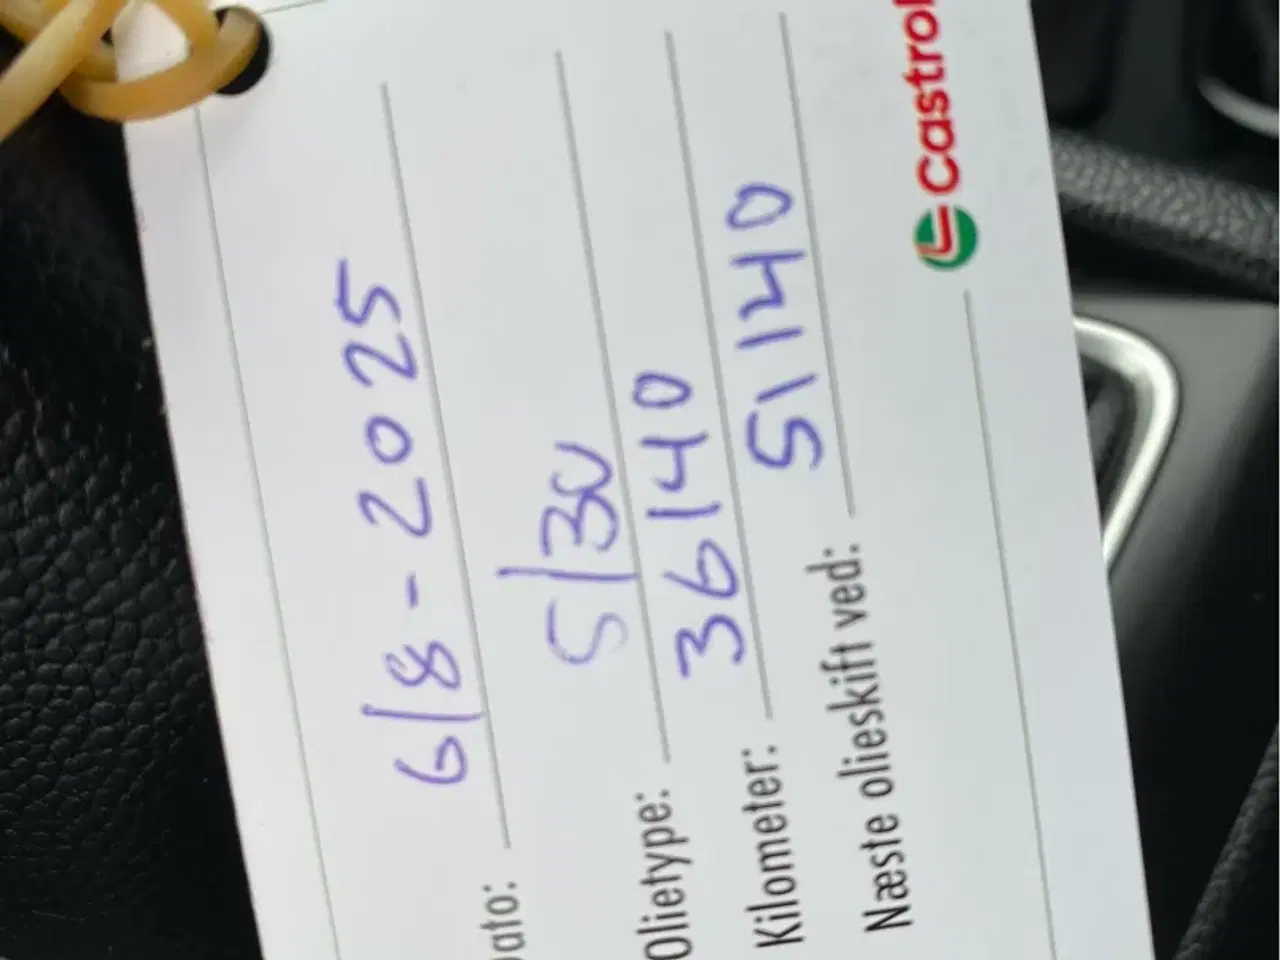 Dato: 6/8-2025
Olietype: 5/30
Kilometer: 36140
Næste olieskift ved: 51140
Castrol